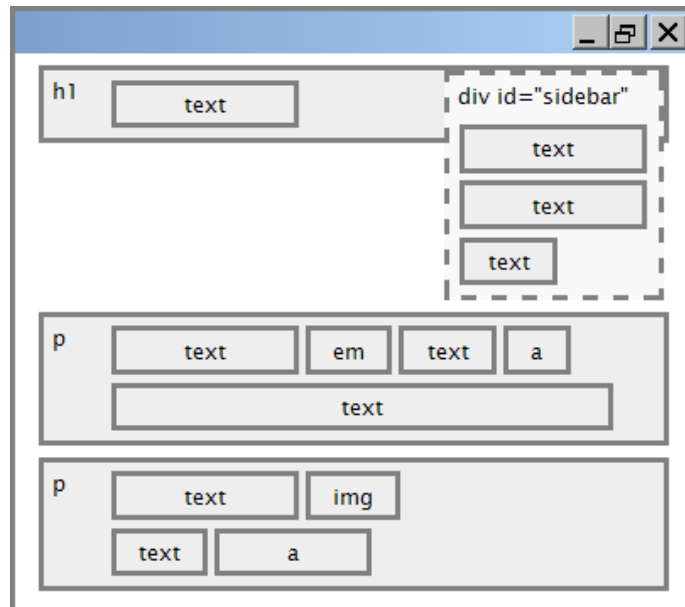 h1 text
div id="sidebar"
text
text
text
p text em text a
text
p text img
text a